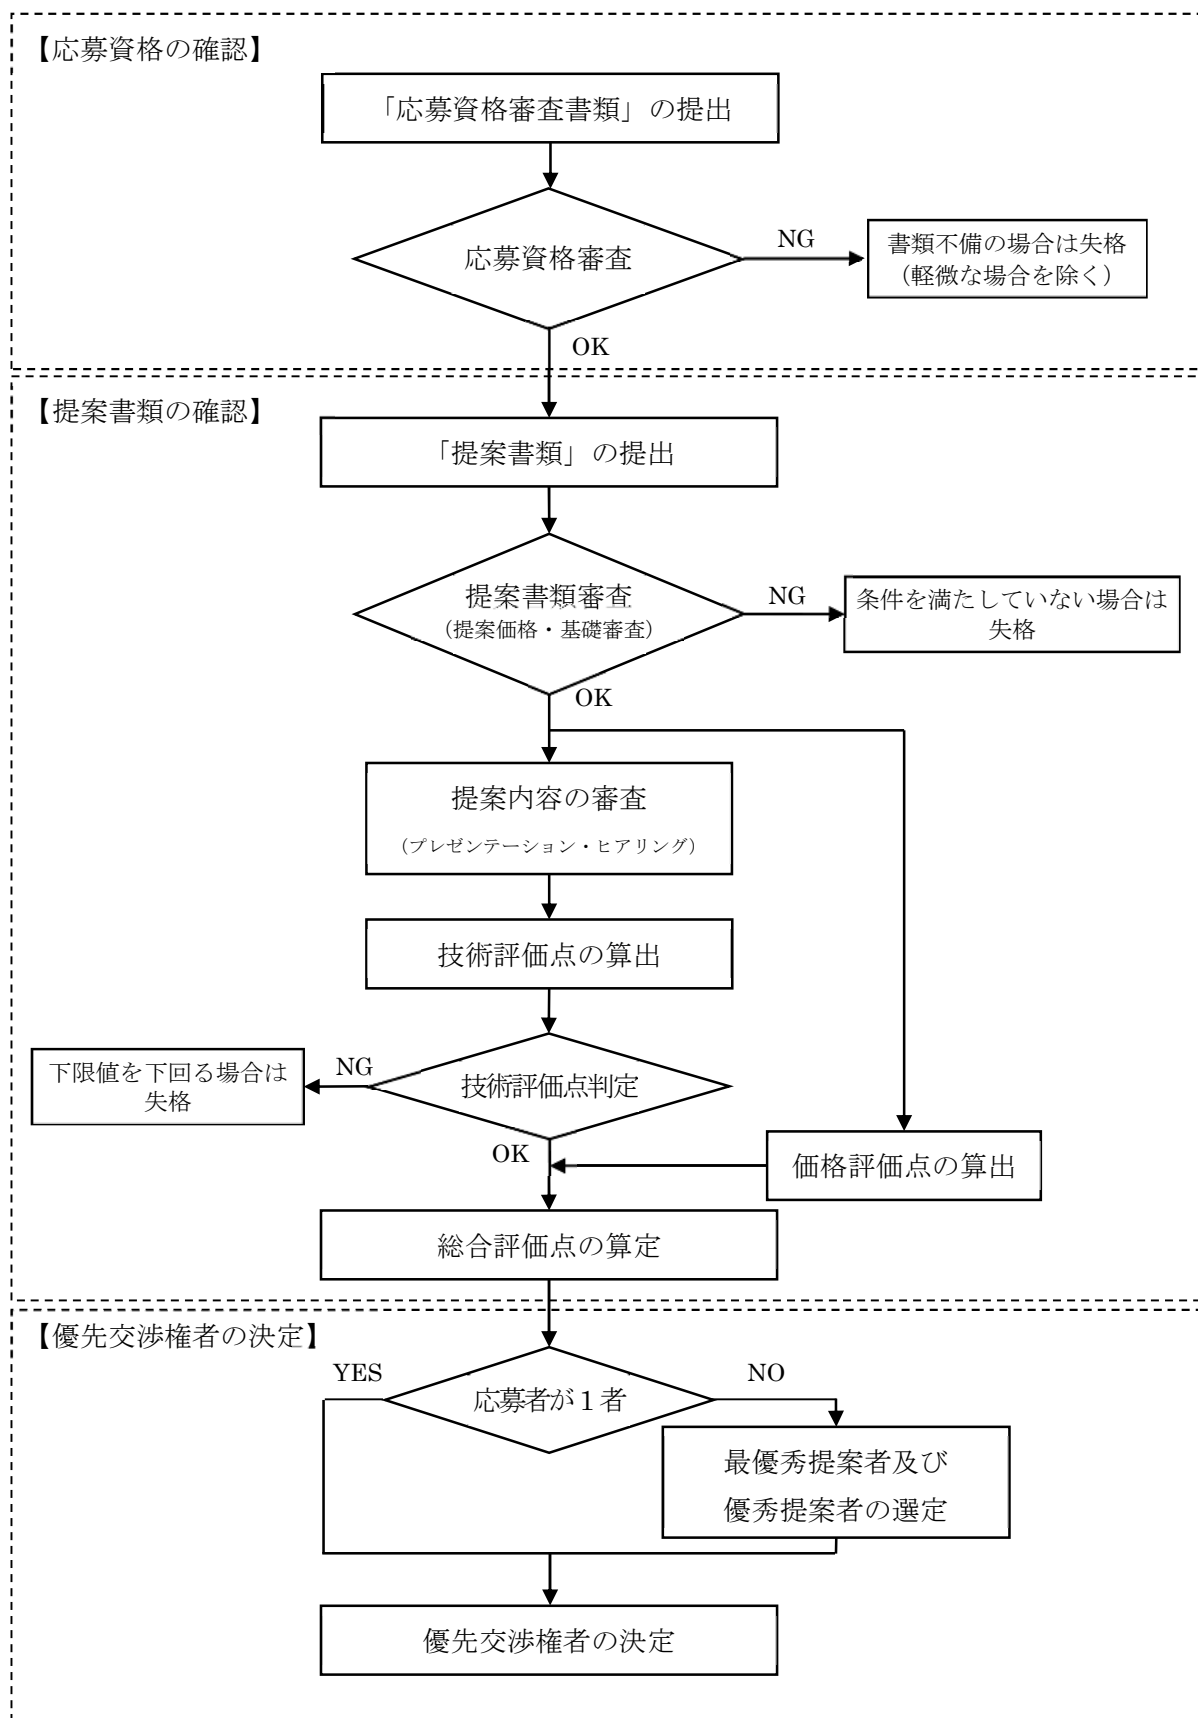 【応募資格の確認】
「応募資格審査書類」の提出
応募資格審査
NG
書類不備の場合は失格
（軽微な場合を除く）
OK
【提案書類の確認】
「提案書類」の提出
提案書類審査
（提案価格・基礎審査）
NG
条件を満たしていない場合は
失格
OK
提案内容の審査
（プレゼンテーション・ヒアリング）
技術評価点の算出
下限値を下回る場合は
失格
NG
技術評価点判定
OK
価格評価点の算出
総合評価点の算定
【優先交渉権者の決定】
YES
応募者が１者
NO
最優秀提案者及び
優秀提案者の選定
優先交渉権者の決定